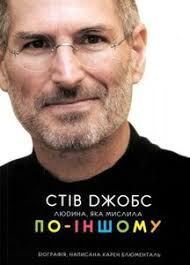 СТІВ ДЖОБС
ЛЮДИНА, ЯКА МИСЛИЛА
ПО-ІНШОМУ
БІОГРАФІЯ, НАПИСАНА КАРЕН БЛЮМЕНТАЛЬ